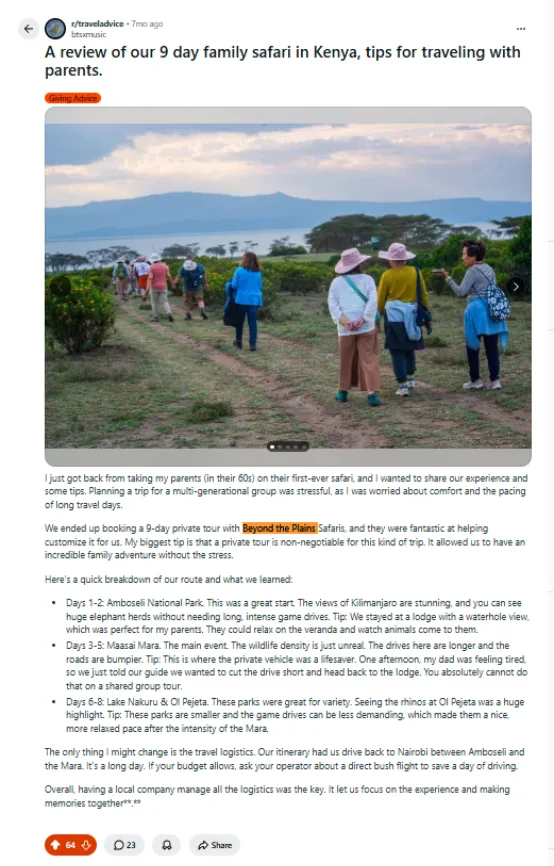 r/traveladvice • 7mo ago
btsxmusic
A review of our 9 day family safari in Kenya, tips for traveling with
parents.
Giving Advice
I just got back from taking my parents (in their 60s) on their first-ever safari, and I wanted to share our experience and
some tips. Planning a trip for a multi-generational group was stressful, as I was worried about comfort and the pacing
of long travel days.
We ended up booking a 9-day private tour with Beyond the Plains Safaris, and they were fantastic at helping
customize it for us. My biggest tip is that a private tour is non-negotiable for this kind of trip. It allowed us to have an
incredible family adventure without the stress.
Here's a quick breakdown of our route and what we learned:
• Days 1-2: Amboseli National Park. This was a great start. The views of Kilimanjaro are stunning, and you can see
huge elephant herds without needing long, intense game drives. Tip: We stayed at a lodge with a waterhole view,
which was perfect for my parents. They could relax on the veranda and watch animals come to them.
• Days 3-5: Maasai Mara. The main event. The wildlife density is just unreal. The drives here are longer and the
roads are bumpier. Tip: This is where the private vehicle was a lifesaver. One afternoon, my dad was feeling tired,
so we just told our guide we wanted to cut the drive short and head back to the lodge. You absolutely cannot do
that on a shared group tour.
• Days 6-8: Lake Nakuru & Ol Pejeta. These parks were great for variety. Seeing the rhinos at Ol Pejeta was a huge
highlight. Tip: These parks are smaller and the game drives can be less demanding, which made them a nice,
more relaxed pace after the intensity of the Mara.
The only thing I might change is the travel logistics. Our itinerary had us drive back to Nairobi between Amboseli and
the Mara. It's a long day. If your budget allows, ask your operator about a direct bush flight to save a day of driving.
Overall, having a local company manage all the logistics was the key. It let us focus on the experience and making
memories together**.**
64 23 Share